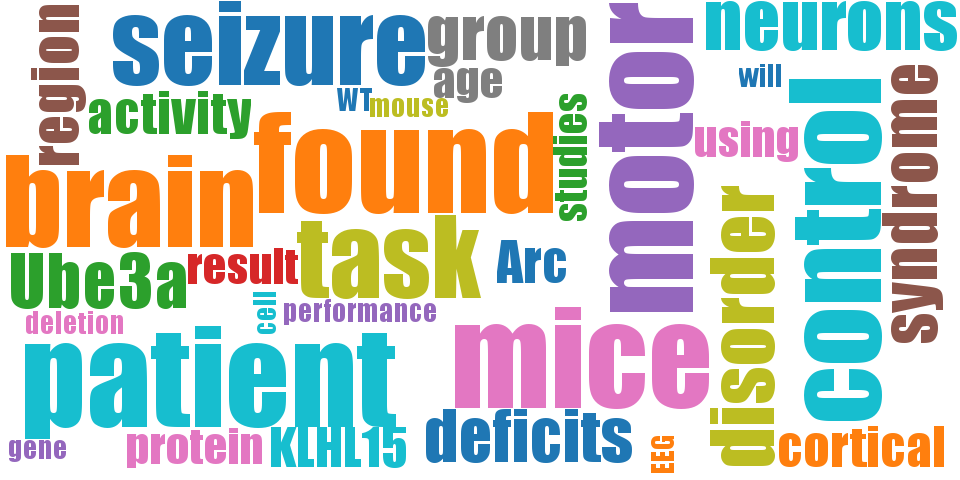 region
seizure
group
age
motor
neurons
will
WT
mouse
activity
studies
using
control
syndrome
found
brain
task
disorder
Arc
result
Ube3a
cell
performance
deletion
mice
patient
deficits
gene
protein
KLHL15
EEG
cortical